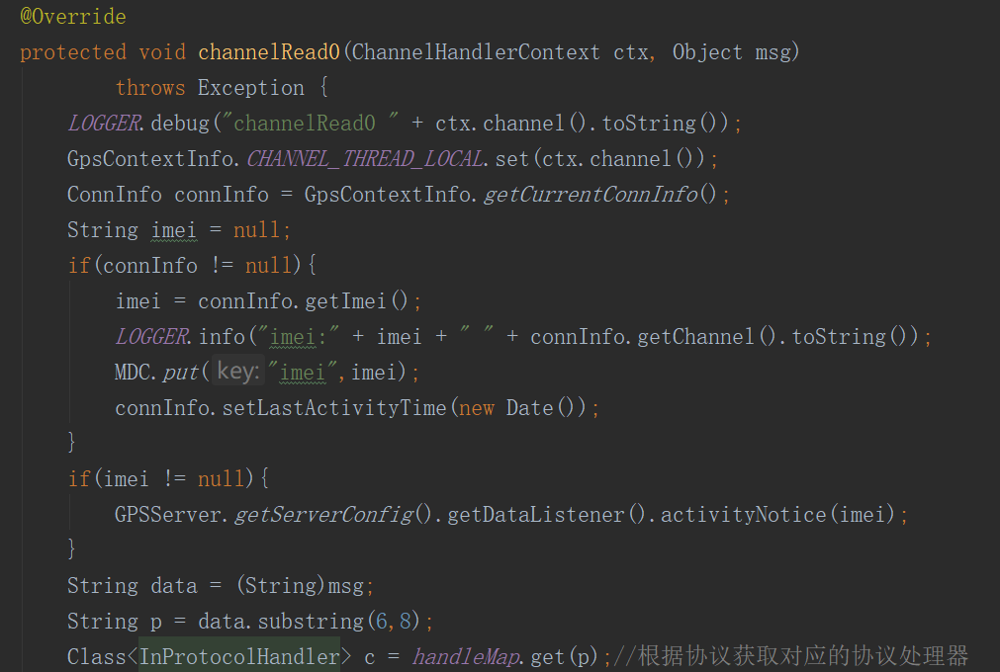 @Override
protected void channelRead0(ChannelHandlerContext ctx, Object msg)
        throws Exception {
    LOGGER.debug("channelRead0 " + ctx.channel().toString());
    GpsContextInfo.CHANNEL_THREAD_LOCAL.set(ctx.channel());
    ConnInfo connInfo = GpsContextInfo.getCurrentConnInfo();
    String imei = null;
    if(connInfo != null){
        imei = connInfo.getImei();
        LOGGER.info("imei:" + imei + " " + connInfo.getChannel().toString());
        MDC.put( key: "imei",imei);
        connInfo.setLastActivityTime(new Date());
    }
    if(imei != null){
        GPSServer.getServerConfig().getDataListener().activityNotice(imei);
    }
    String data = (String)msg;
    String p = data.substring(6,8);
    Class<InProtocolHandler> c = handleMap.get(p);//根据协议获取对应的协议处理器